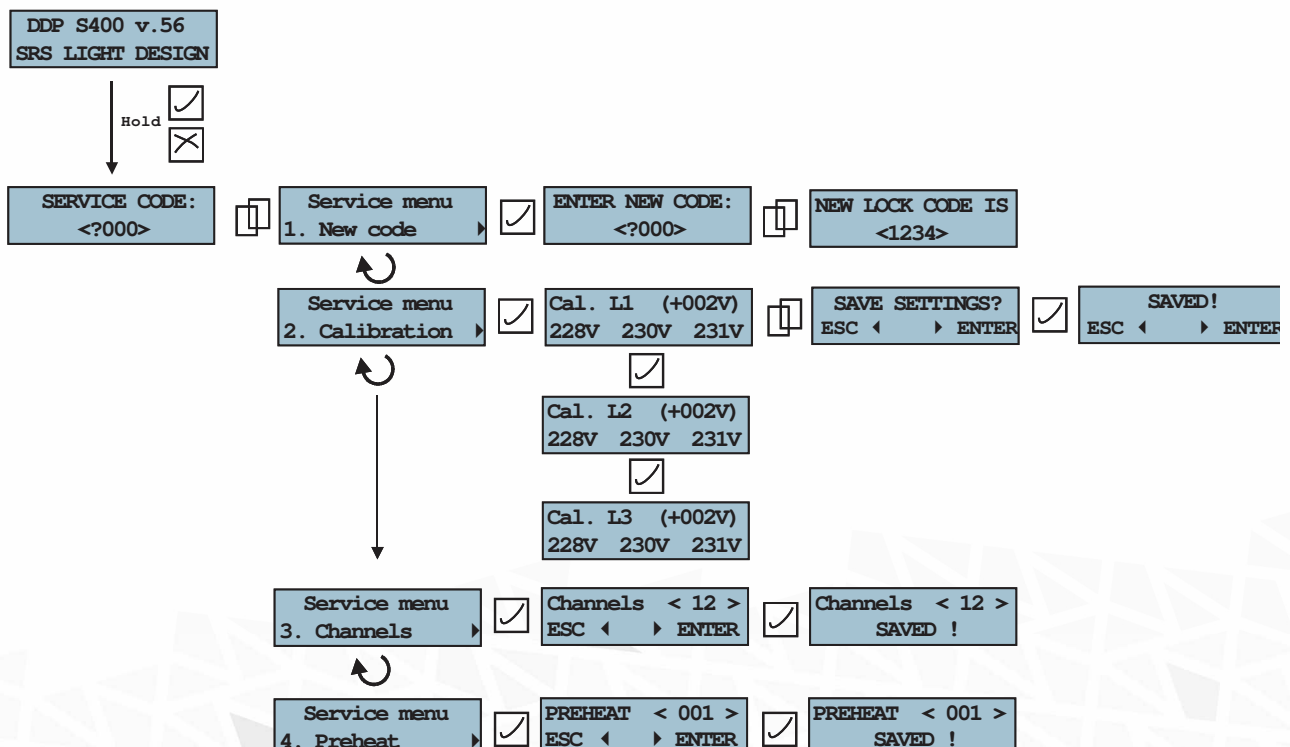 DDP S400 v.56
SRS LIGHT DESIGN
Hold
SERVICE CODE:
<?000>
Service menu
1. New code
ENTER NEW CODE:
<?000>
NEW LOCK CODE IS
<1234>
Service menu
2. Calibration
Cal. L1 (+002V)
228V 230V 231V
SAVE SETTINGS?
ESC ENTER
SAVED!
ESC ENTER
Cal. L2 (+002V)
228V 230V 231V
Cal. L3 (+002V)
228V 230V 231V
Service menu
3. Channels
Channels < 12 >
ESC ENTER
Channels < 12 >
SAVED !
Service menu
4. Preheat
PREHEAT < 001 >
ESC ENTER
PREHEAT < 001 >
SAVED !